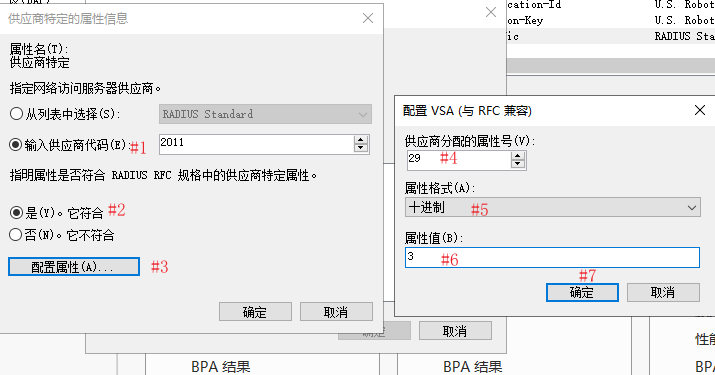 供应商特定的属性信息
属性名(T):
供应商特定
指定网络访问服务器供应商。
从列表中选择(S):
RADIUS Standard
输入供应商代码(E):
#1
2011
指明属性是否符合 RADIUS RFC 规格中的供应商特定属性。
是(Y)。它符合
#2
否(N)。它不符合
配置属性(A)...
#3
确定
取消
cation-Id
U.S. Robot
on-Key
U.S. Robot
ic
RADIUS Sta
配置 VSA (与 RFC 兼容)
供应商分配的属性号(V):
29
#4
属性格式(A):
十进制
#5
属性值(B):
3
#6
#7
确定
取消
确定
取消
性能
BPA 结果
BPA 结果
BPA